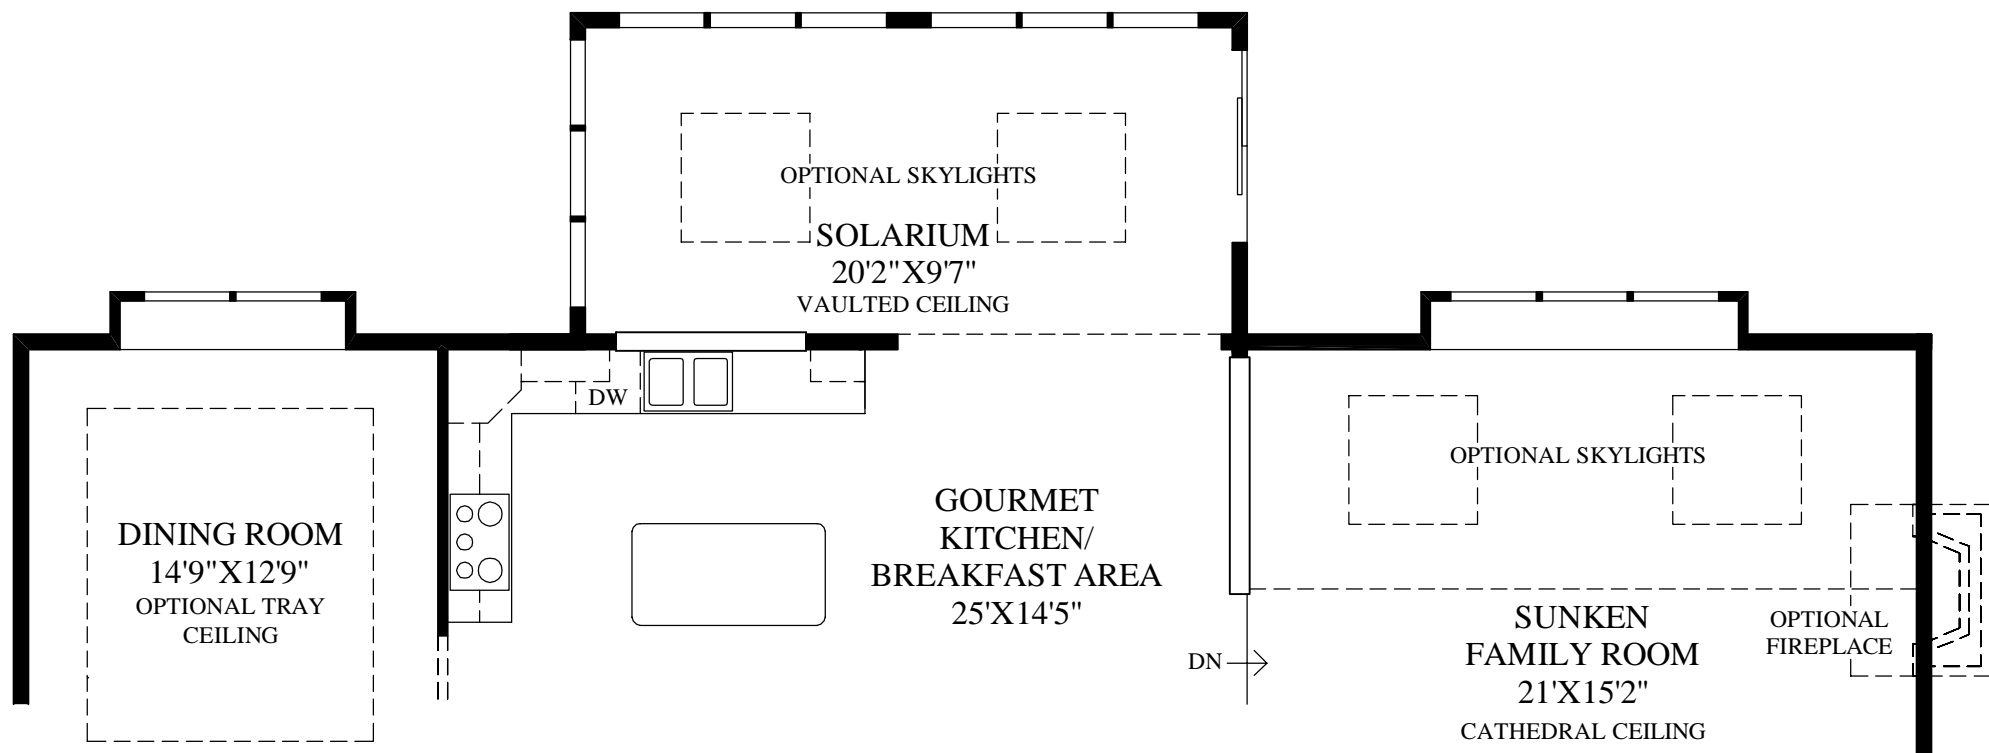 OPTIONAL SKYLIGHTS
SOLARIUM
20'2"X9'7"
VAULTED CEILING
DW
OPTIONAL SKYLIGHTS
GOURMET
KITCHEN/
BREAKFAST AREA
25'X14'5"
DINING ROOM
14'9"X12'9"
OPTIONAL TRAY
CEILING
DN
SUNKEN
FAMILY ROOM
21'X15'2"
CATHEDRAL CEILING
OPTIONAL
FIREPLACE